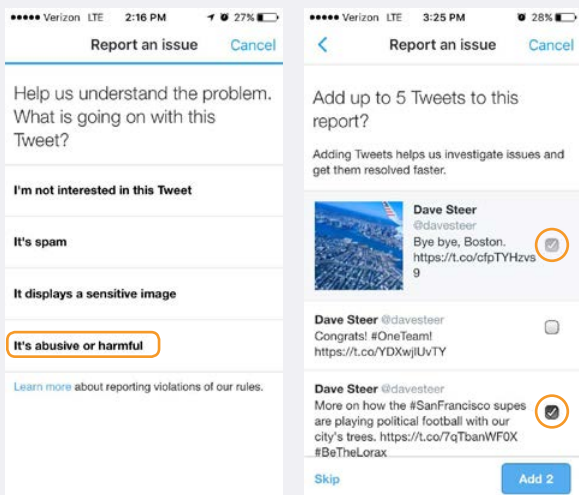 Verizon LTE 2:16 PM 27%
Report an issue Cancel
Help us understand the problem.
What is going on with this
Tweet?
I'm not interested in this Tweet
It's spam
It displays a sensitive image
It's abusive or harmful
Learn more about reporting violations of our rules.
Verizon LTE 3:25 PM 28%
Report an issue Cancel
Add up to 5 Tweets to this
report?
Adding Tweets helps us investigate issues and
get them resolved faster.
Dave Steer
@davesteer
Bye bye, Boston.
https://t.co/cfpTYHzvs
9
Dave Steer @davesteer
Congrats! #OneTeam!
https://t.co/YDXwjlUvTY
Dave Steer @davesteer
More on how the #SanFrancisco supes
are playing political football with our
city's trees. https://t.co/7qTbanWF0X
#BeTheLorax
Skip Add 2